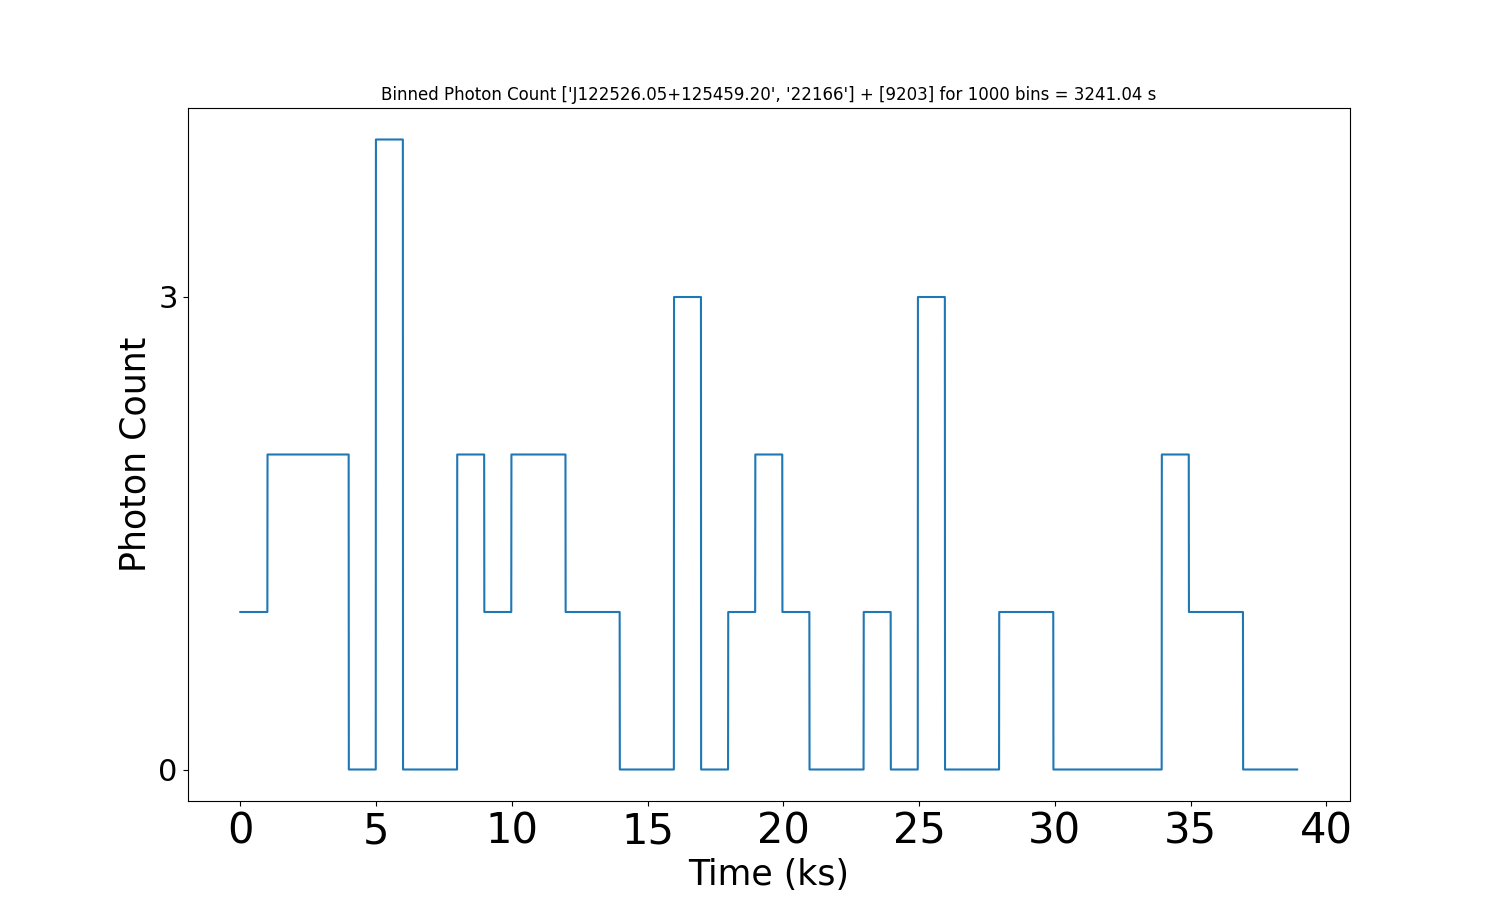 Binned Photon Count ['J122526.05+125459.20', '22166'] + [9203] for 1000 bins = 3241.04 s
Photon Count
3
0
0 5 10 15 20 25 30 35 40
Time (ks)